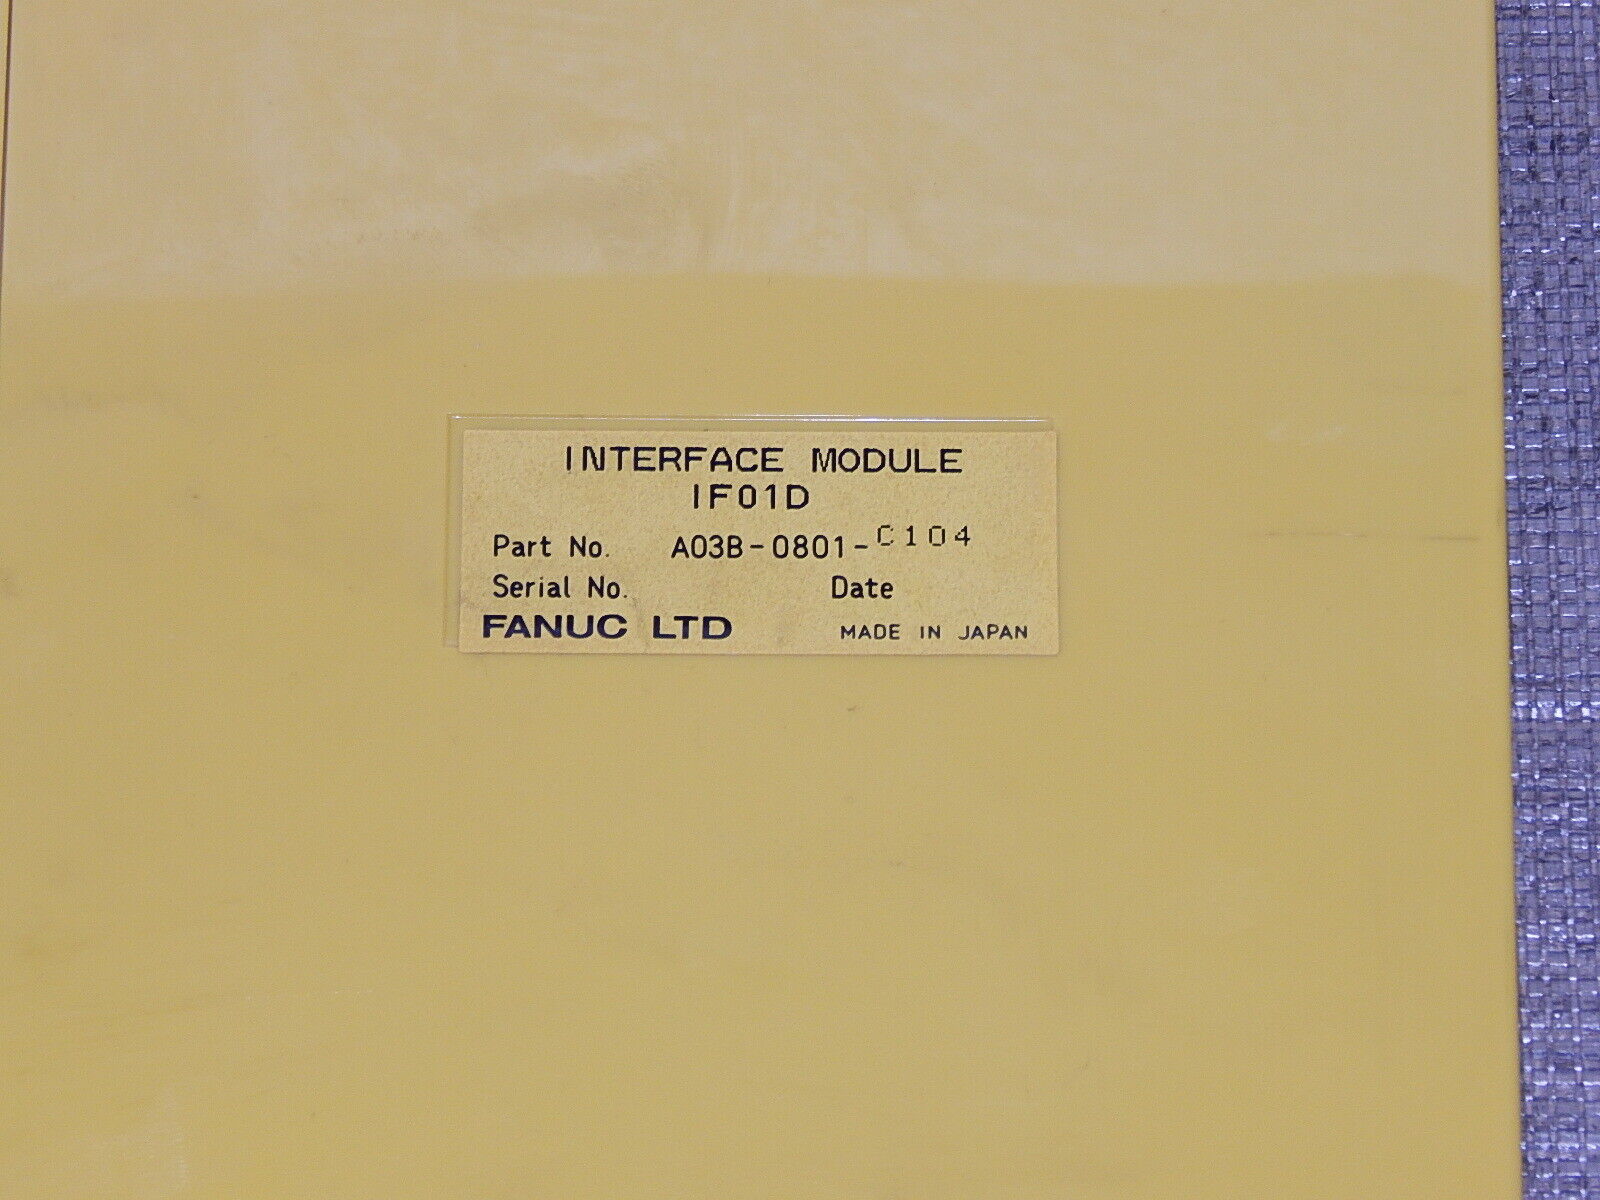 INTERFACE MODULE
IF01D
Part No. A03B-0801-C104
Serial No. Date
FANUC LTD MADE IN JAPAN